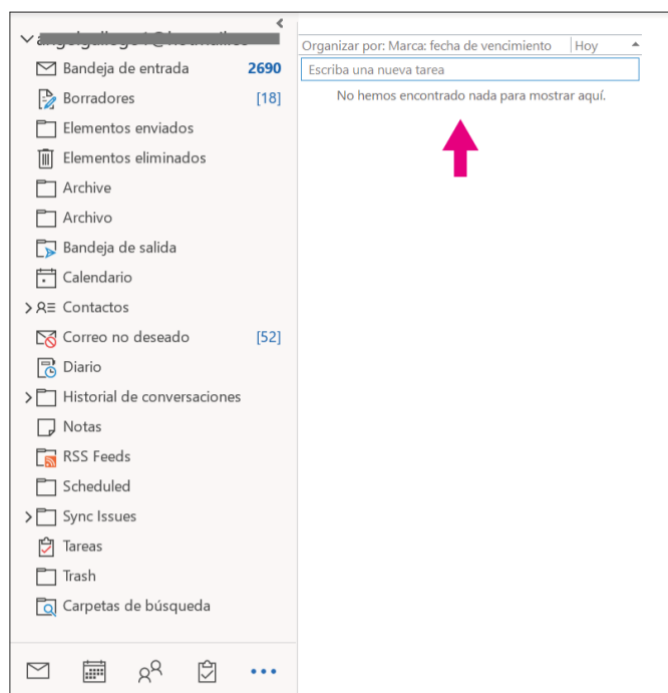 Bandeja de entrada 2690
Borradores [18]
Elementos enviados
Elementos eliminados
Archive
Archivo
Bandeja de salida
Calendario
Contactos
Correo no deseado [52]
Diario
Historial de conversaciones
Notas
RSS Feeds
Scheduled
Sync Issues
Tareas
Trash
Carpetas de búsqueda
Organizar por: Marca: fecha de vencimiento Hoy
Escriba una nueva tarea
No hemos encontrado nada para mostrar aquí.